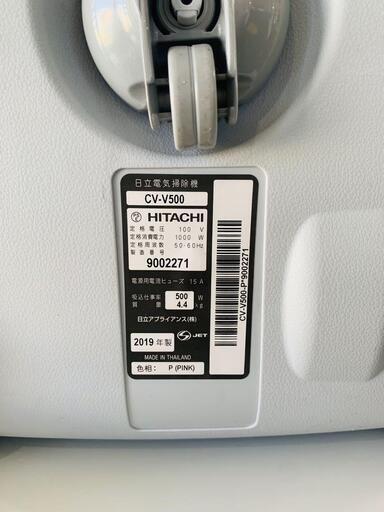 日立電気掃除機
CV-V500
HITACHI
定格電圧 100 V
定格消費電力 1000 W
定格周波数 50-60Hz
製造番号
9002271
電源用電流ヒューズ 15 A
吸込仕事率 500 W
質量 4.4 kg
日立アプライアンス(株)
2019 年製
S JET
MADE IN THAILAND
色相: P (PINK)
CV-V500-P*9002271